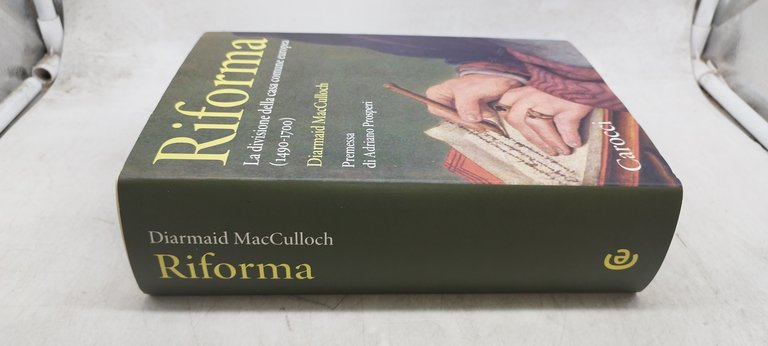 Riforma
La divisione della casa comune europea
(1490-1700)
Diarmaid MacCulloch
Premessa
di Adriano Prosperi
Carocci
Diarmaid MacCulloch
Riforma